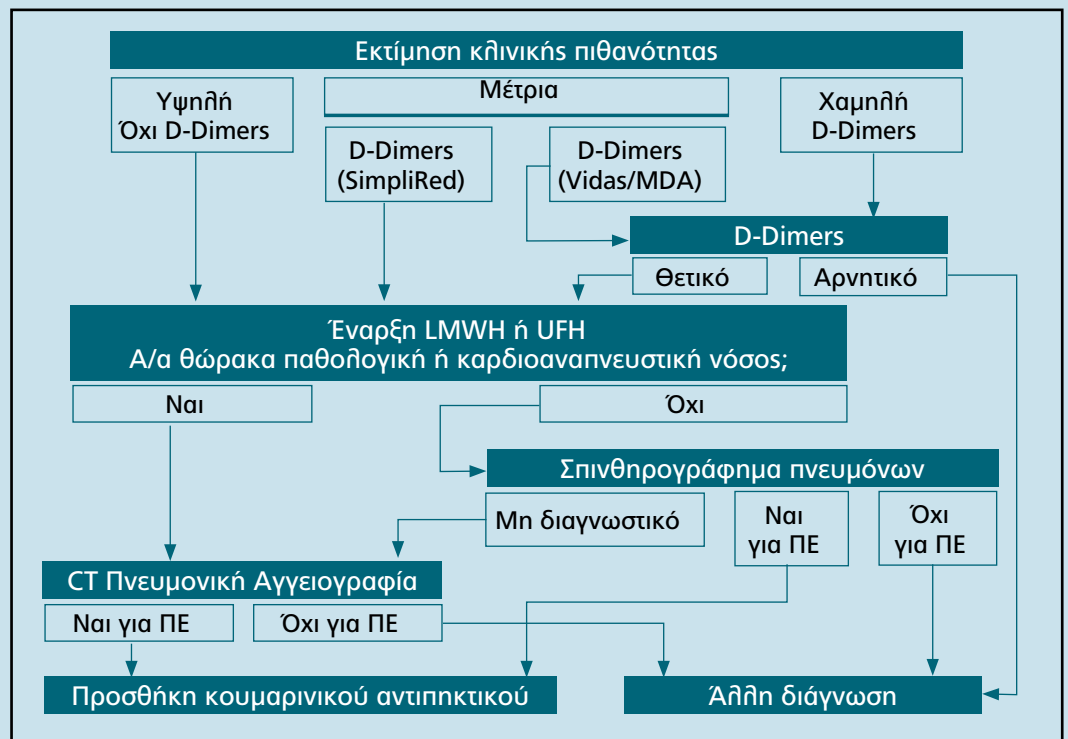 Εκτίμηση κλινικής πιθανότητας
Υψηλή
Όχι D-Dimers
Μέτρια
Χαμηλή
D-Dimers
D-Dimers
(SimpliRed)
D-Dimers
(Vidas/MDA)
D-Dimers
Θετικό
Αρνητικό
Έναρξη LMWH ή UFH
Α/α θώρακα παθολογική ή καρδιοαναπνευστική νόσος;
Ναι
Όχι
Σπινθηρογράφημα πνευμόνων
Μη διαγνωστικό
Ναι
για ΠΕ
Όχι
για ΠΕ
CT Πνευμονική Αγγειογραφία
Ναι για ΠΕ
Όχι για ΠΕ
Προσθήκη κουμαρινικού αντιπηκτικού
Άλλη διάγνωση